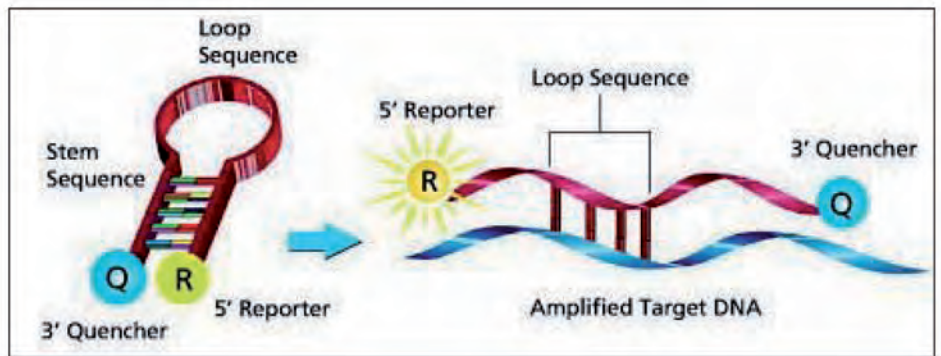 Loop
Sequence
Stem
Sequence
Q
R
3' Quencher
5' Reporter
Loop Sequence
5' Reporter
R
3' Quencher
Q
Amplified Target DNA